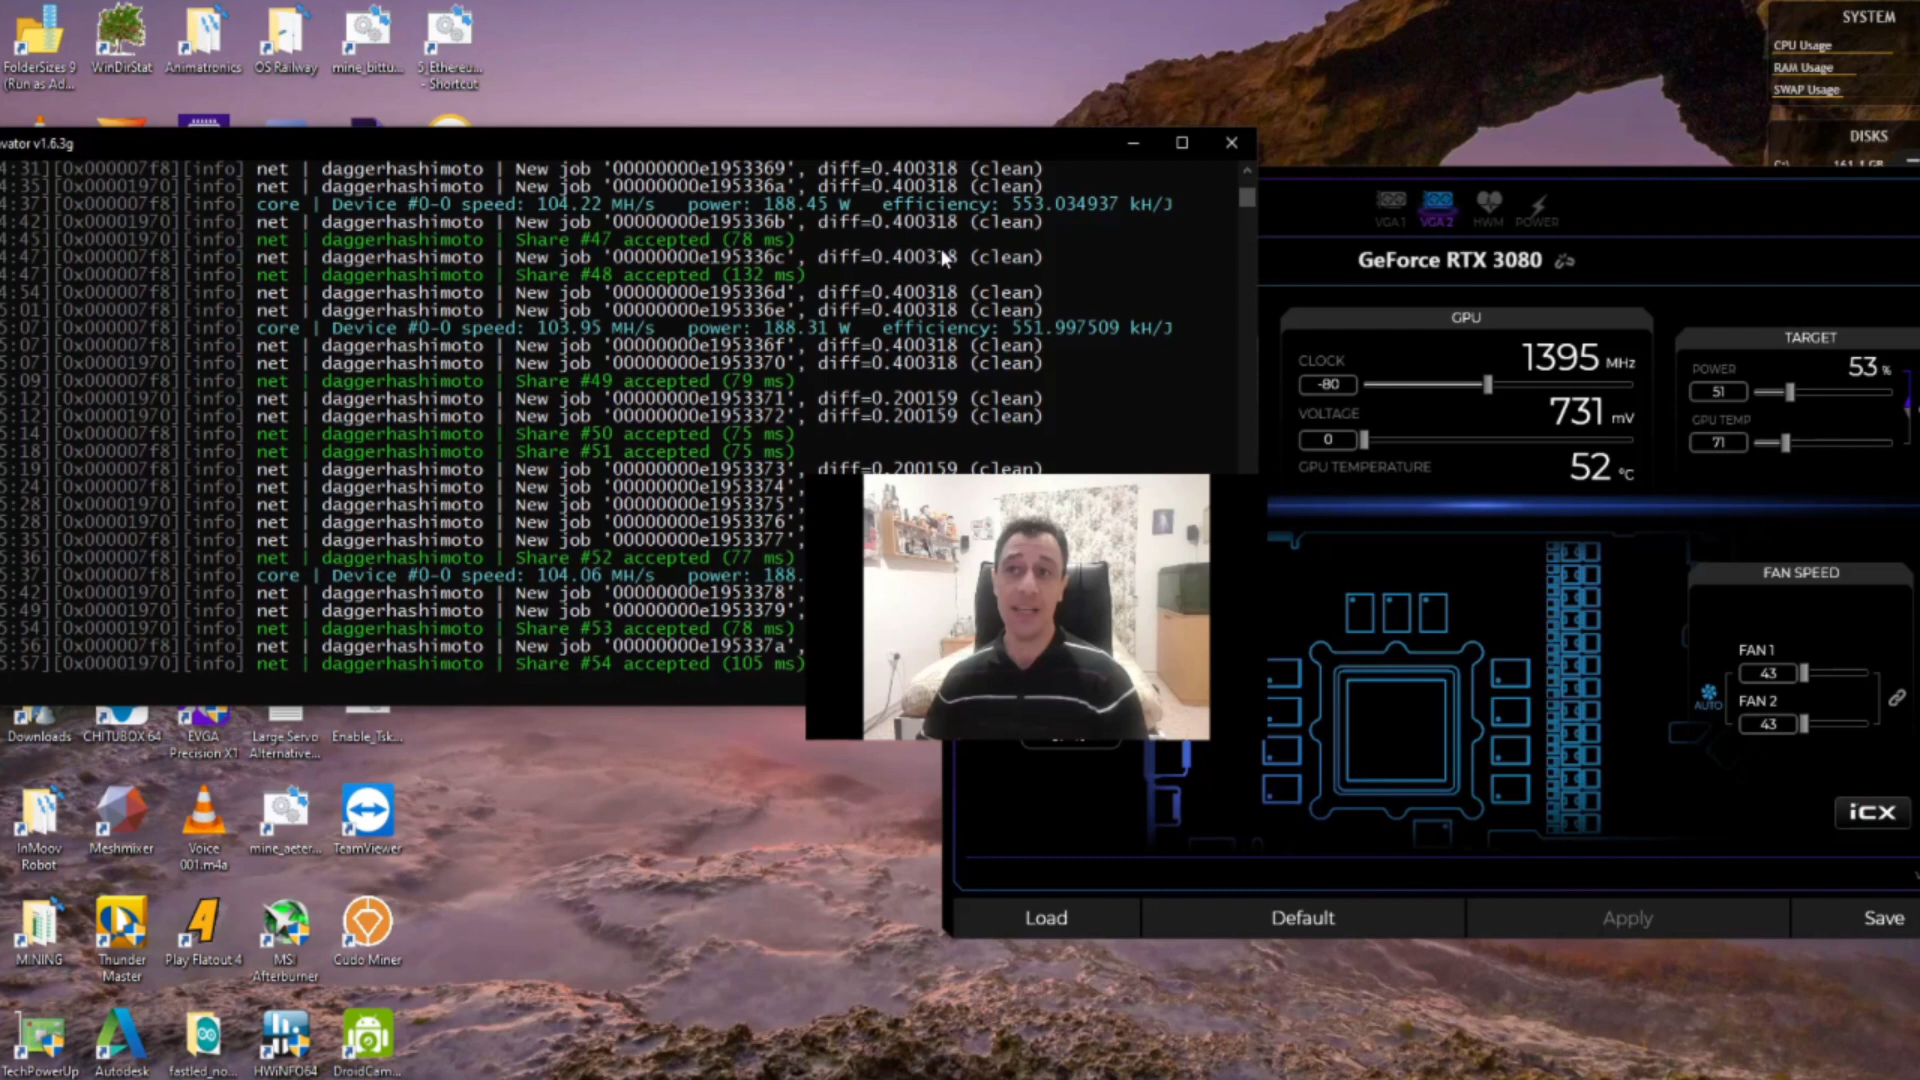 FolderSizes 9
(Run as Ad...
WinDirStat
Animatronics
OS Railway
mine_bittu...
5_Ethereu...
- Shortcut
SYSTEM
CPU Usage
RAM Usage
SWAP Usage
DISKS
161.1 GB
avator v1.6.3g
4:31][0x000007f8][info] net | daggerhashimoto | New job '00000000e1953369', diff=0.400318 (clean)
4:35][0x00001970][info] net | daggerhashimoto | New job '00000000e195336a', diff=0.400318 (clean)
4:37][0x000007f8][info] core | Device #0-0 speed: 104.22 MH/s power: 188.45 W efficiency: 553.034937 kH/J
4:42][0x00001970][info] net | daggerhashimoto | New job '00000000e195336b', diff=0.400318 (clean)
4:45][0x00001970][info] net | daggerhashimoto | Share #47 accepted (78 ms)
4:47][0x00001970][info] net | daggerhashimoto | New job '00000000e195336c', diff=0.400318 (clean)
4:47][0x000007f8][info] net | daggerhashimoto | Share #48 accepted (132 ms)
4:54][0x00001970][info] net | daggerhashimoto | New job '00000000e195336d', diff=0.400318 (clean)
5:01][0x000007f8][info] net | daggerhashimoto | New job '00000000e195336e', diff=0.400318 (clean)
5:07][0x000007f8][info] core | Device #0-0 speed: 103.95 MH/s power: 188.31 W efficiency: 551.997509 kH/J
5:07][0x000007f8][info] net | daggerhashimoto | New job '00000000e195336f', diff=0.400318 (clean)
5:07][0x00001970][info] net | daggerhashimoto | New job '00000000e1953370', diff=0.400318 (clean)
5:09][0x000007f8][info] net | daggerhashimoto | Share #49 accepted (79 ms)
5:12][0x00001970][info] net | daggerhashimoto | New job '00000000e1953371', diff=0.200159 (clean)
5:12][0x00001970][info] net | daggerhashimoto | New job '00000000e1953372', diff=0.200159 (clean)
5:14][0x000007f8][info] net | daggerhashimoto | Share #50 accepted (75 ms)
5:18][0x00001970][info] net | daggerhashimoto | Share #51 accepted (75 ms)
5:19][0x00001970][info] net | daggerhashimoto | New job '00000000e1953373', diff=0.200159 (clean)
5:24][0x000007f8][info] net | daggerhashimoto | New job '00000000e1953374',
5:28][0x00001970][info] net | daggerhashimoto | New job '00000000e1953375',
5:28][0x000007f8][info] net | daggerhashimoto | New job '00000000e1953376',
5:35][0x00001970][info] net | daggerhashimoto | New job '00000000e1953377',
5:36][0x000007f8][info] net | daggerhashimoto | Share #52 accepted (77 ms)
5:37][0x000007f8][info] core | Device #0-0 speed: 104.06 MH/s power: 188.
5:42][0x000007f8][info] net | daggerhashimoto | New job '00000000e1953378',
5:49][0x00001970][info] net | daggerhashimoto | New job '00000000e1953379',
5:54][0x00001970][info] net | daggerhashimoto | Share #53 accepted (78 ms)
5:56][0x000007f8][info] net | daggerhashimoto | New job '00000000e195337a',
5:57][0x00001970][info] net | daggerhashimoto | Share #54 accepted (105 ms)
VGA 1
VGA 2
HWM
POWER
GeForce RTX 3080
GPU
CLOCK
1395 MHz
-80
VOLTAGE
731 mV
0
GPU TEMPERATURE
52 °C
TARGET
POWER
53 %
51
GPU TEMP
71
FAN SPEED
FAN 1
43
AUTO
FAN 2
43
iCX
Load
Default
Apply
Save
Downloads
CHITUBOX 64
EVGA
Precision X1
Large Servo
Alternative...
Enable_Tsk...
InMoov
Robot
Meshmixer
Voice
001.m4a
mine_aeter...
TeamViewer
MINING
Thunder
Master
Play Flatout 4
MSI
Afterburner
Cudo Miner
TechPowerUp
Autodesk
fastled_no...
HWiNFO64
DroidCam...